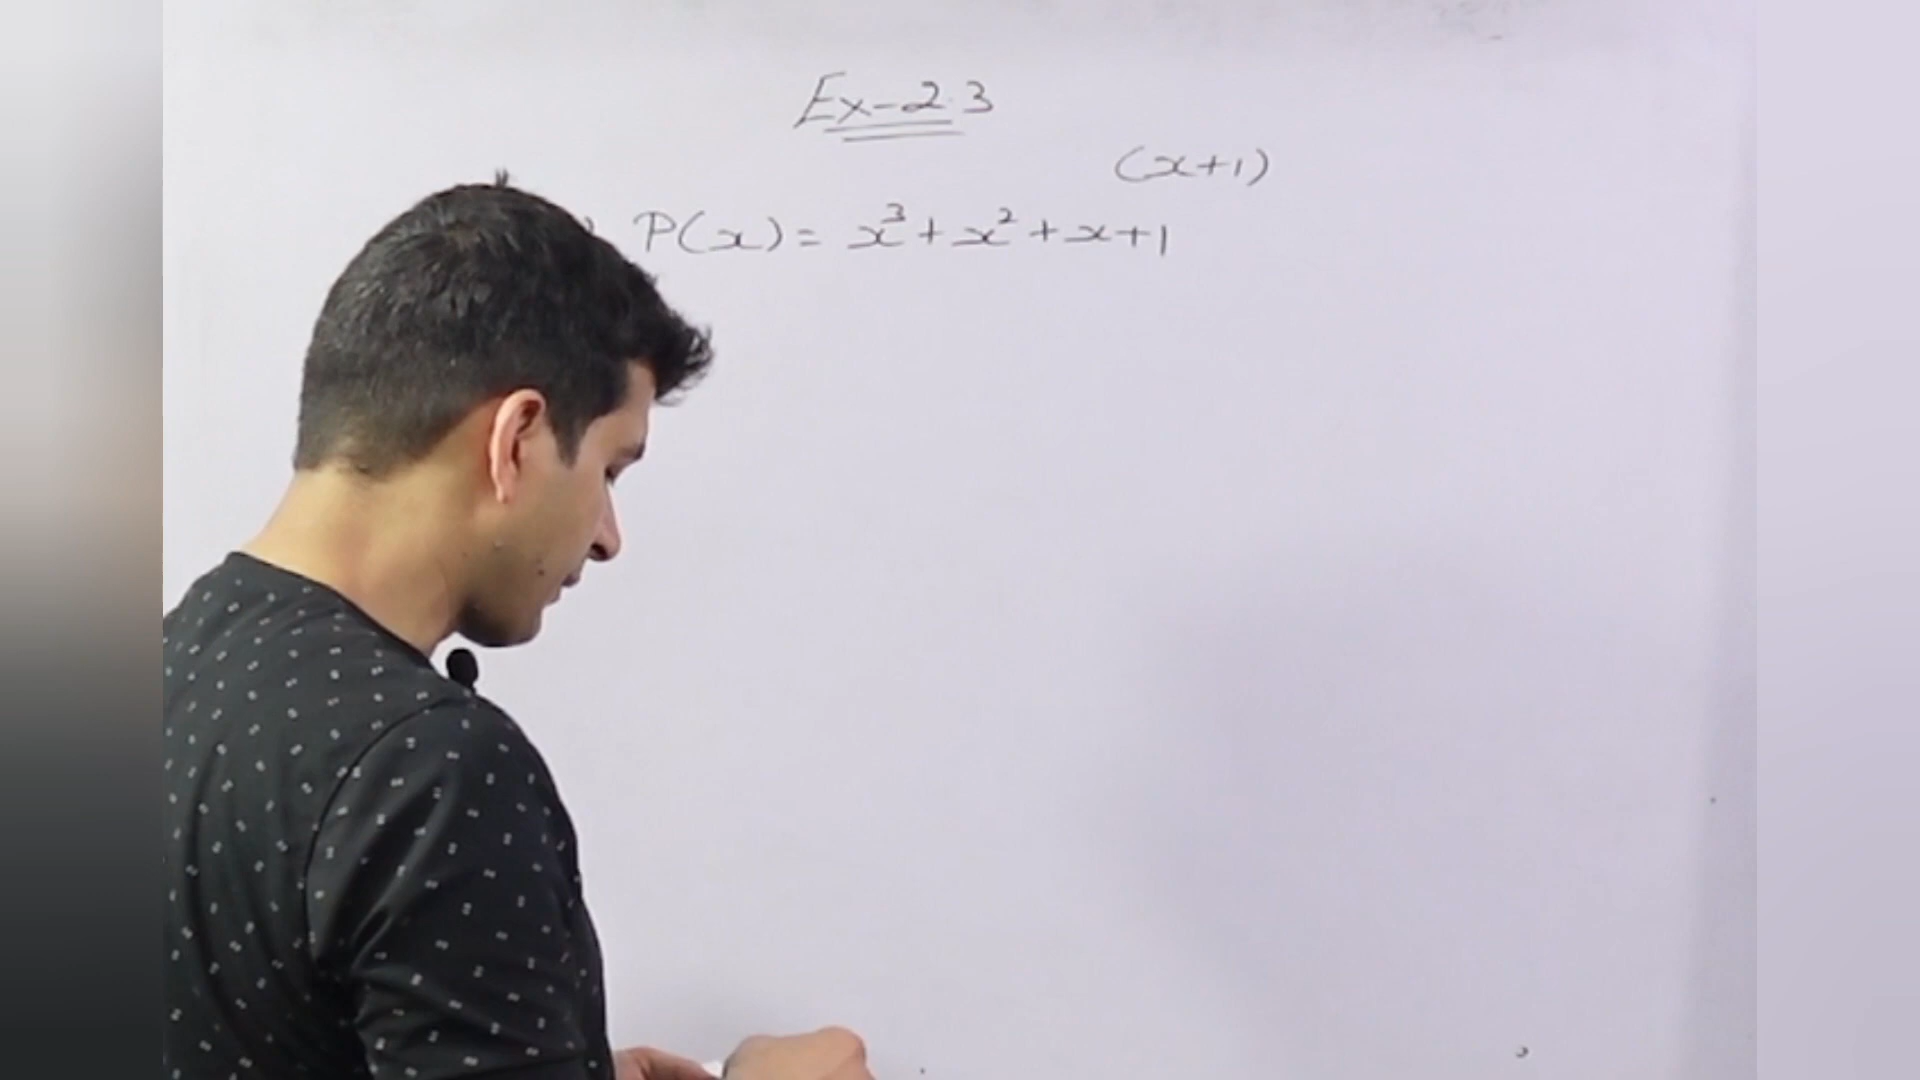 Ex-2.3
(x+1)
) P(x) = x³+x²+x+1